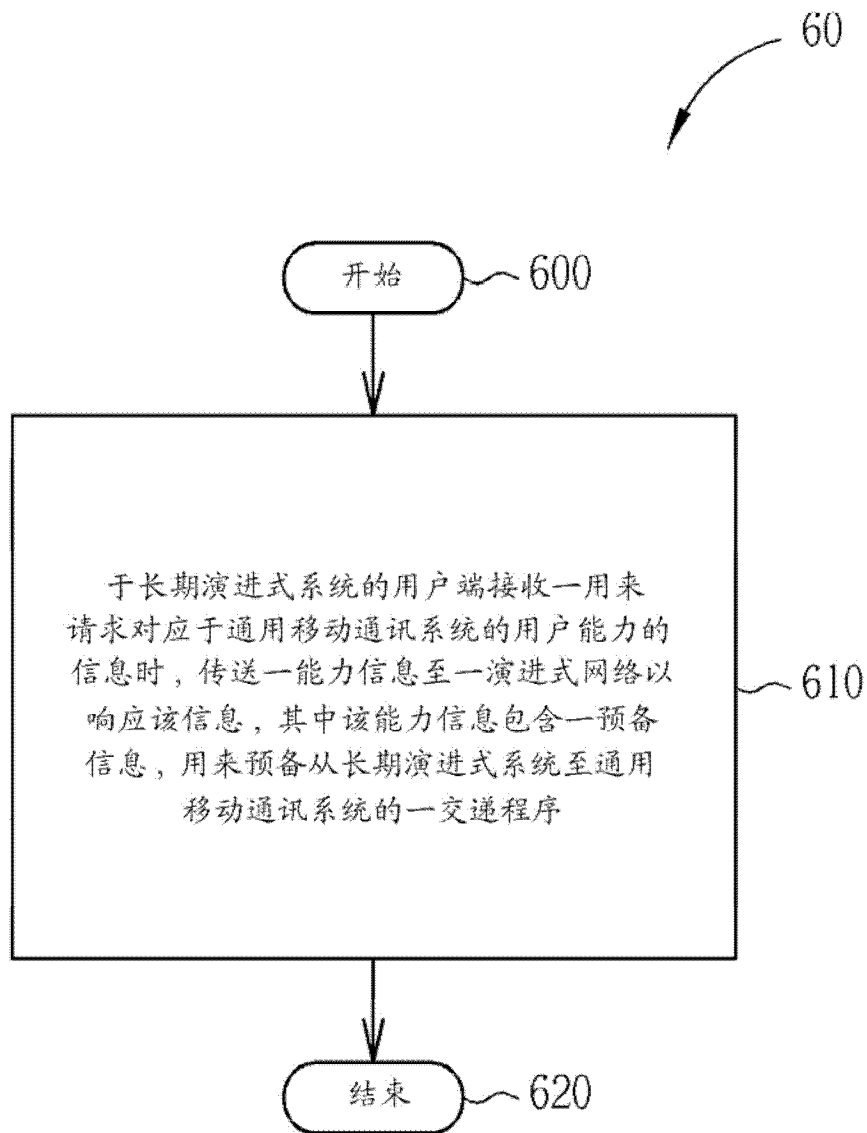 60
开始
600
于长期演进式系统的用户端接收一用来
请求对应于通用移动通讯系统的用户能力的
信息时，传送一能力信息至一演进式网络以
响应该信息，其中该能力信息包含一预备
信息，用来预备从长期演进式系统至通用
移动通讯系统的一交递程序
610
结束
620